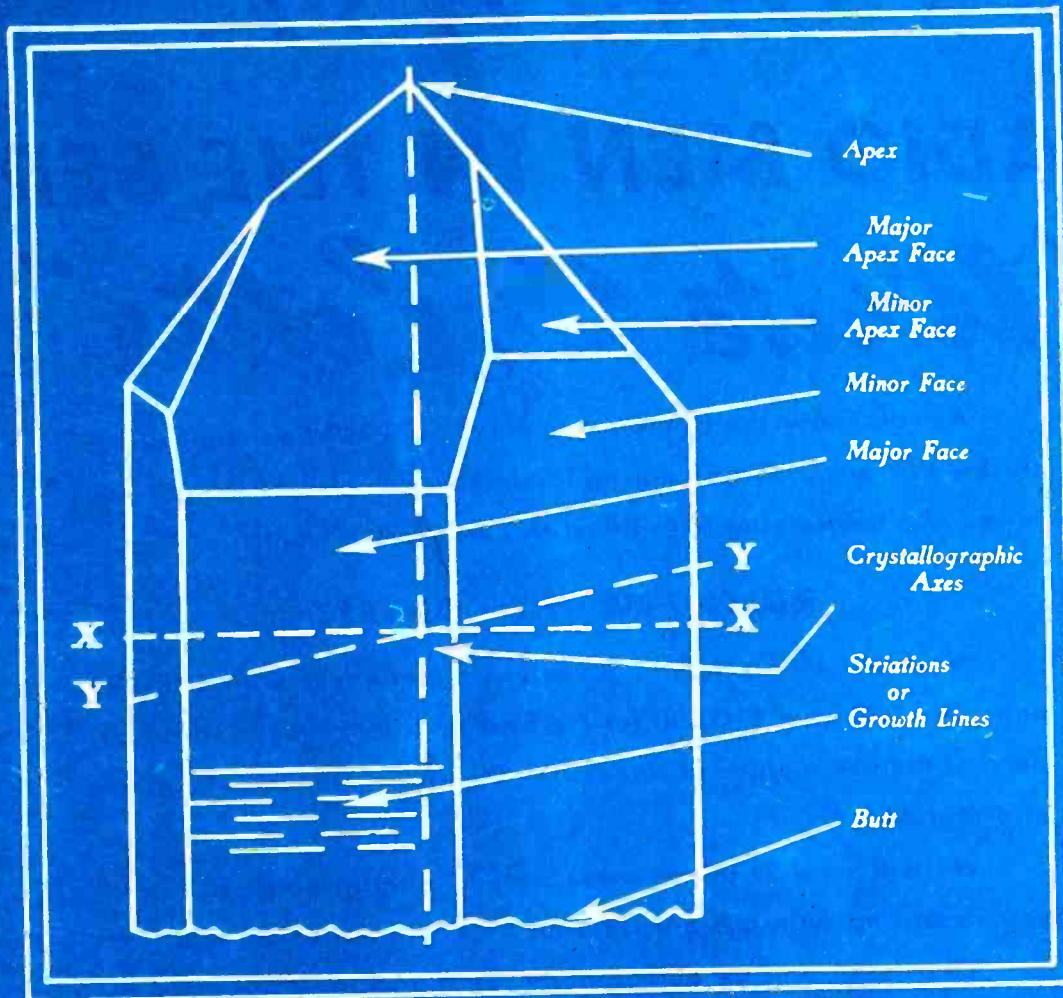 Apex
Major
Apex Face
Minor
Apex Face
Minor Face
Major Face
Crystallographic
Axes
Striations
or
Growth Lines
Butt
Y
X
X
Y